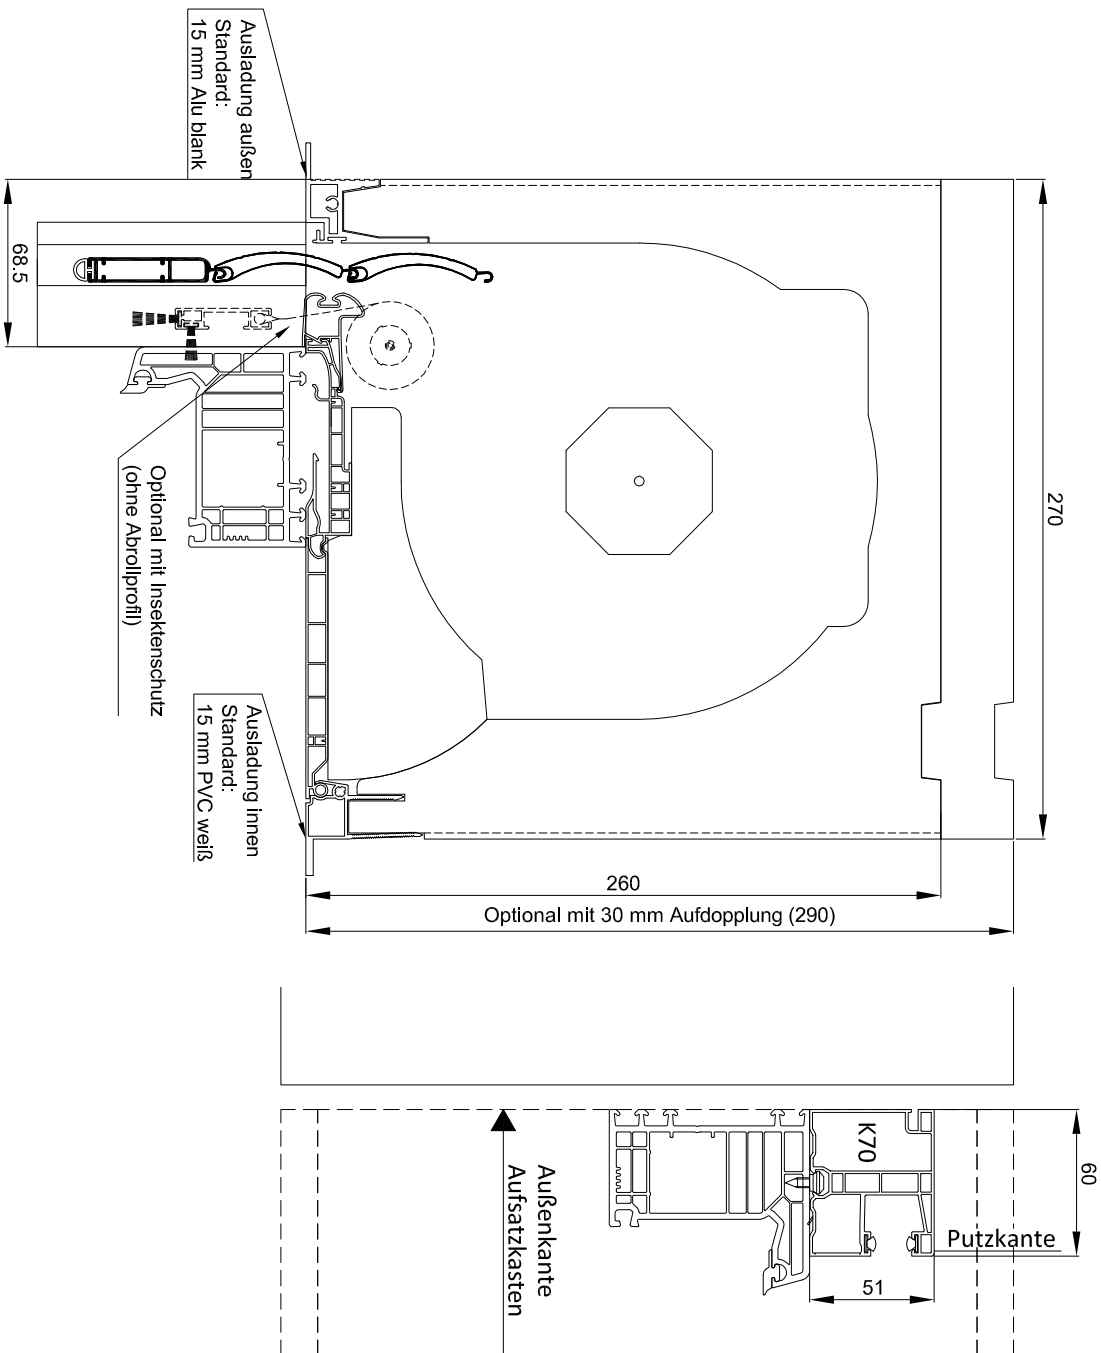 Ausladung außen
Standard:
15 mm Alu blank
68.5
270
Optional mit Insektenschutz
(ohne Abrollprofil)
Ausladung innen
Standard:
15 mm PVC weiß
260
Optional mit 30 mm Aufdopplung (290)
K70
60
Außenkante
Aufsatzkasten
Putzkante
51